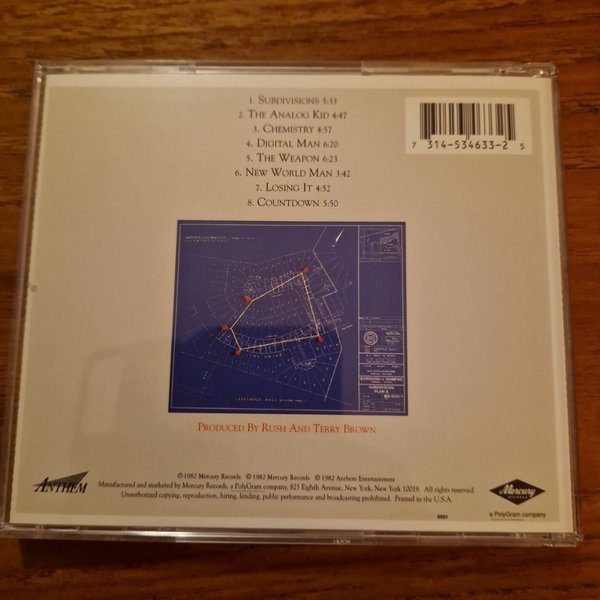 1. Subdivisions 5:33
2. The Analog Kid 4:47
3. Chemistry 4:57
4. Digital Man 6:20
5. The Weapon 6:23
6. New World Man 3:42
7. Losing It 4:52
8. Countdown 5:50
7 314-534633-2 5
BOROUGH OF
SUBDIVISION
PLAN
Produced By Rush And Terry Brown
ANTHEM
℗ 1982 Mercury Records © 1982 Mercury Records © 1982 Anthem Entertainment
Manufactured and marketed by Mercury Records, a PolyGram company, 825 Eighth Avenue, New York, New York 10019. All rights reserved.
Unauthorized copying, reproduction, hiring, lending, public performance and broadcasting prohibited. Printed in the U.S.A.
Mercury
RECORDS
a PolyGram company